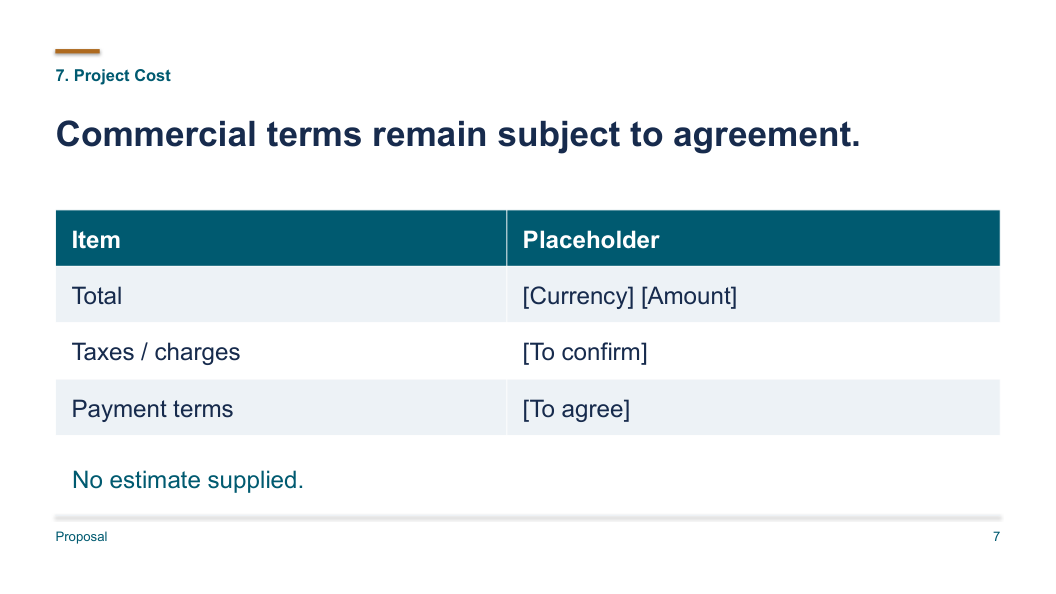 7. Project Cost
Commercial terms remain subject to agreement.
Item Placeholder
Total [Currency] [Amount]
Taxes / charges [To confirm]
Payment terms [To agree]
No estimate supplied.
Proposal 7